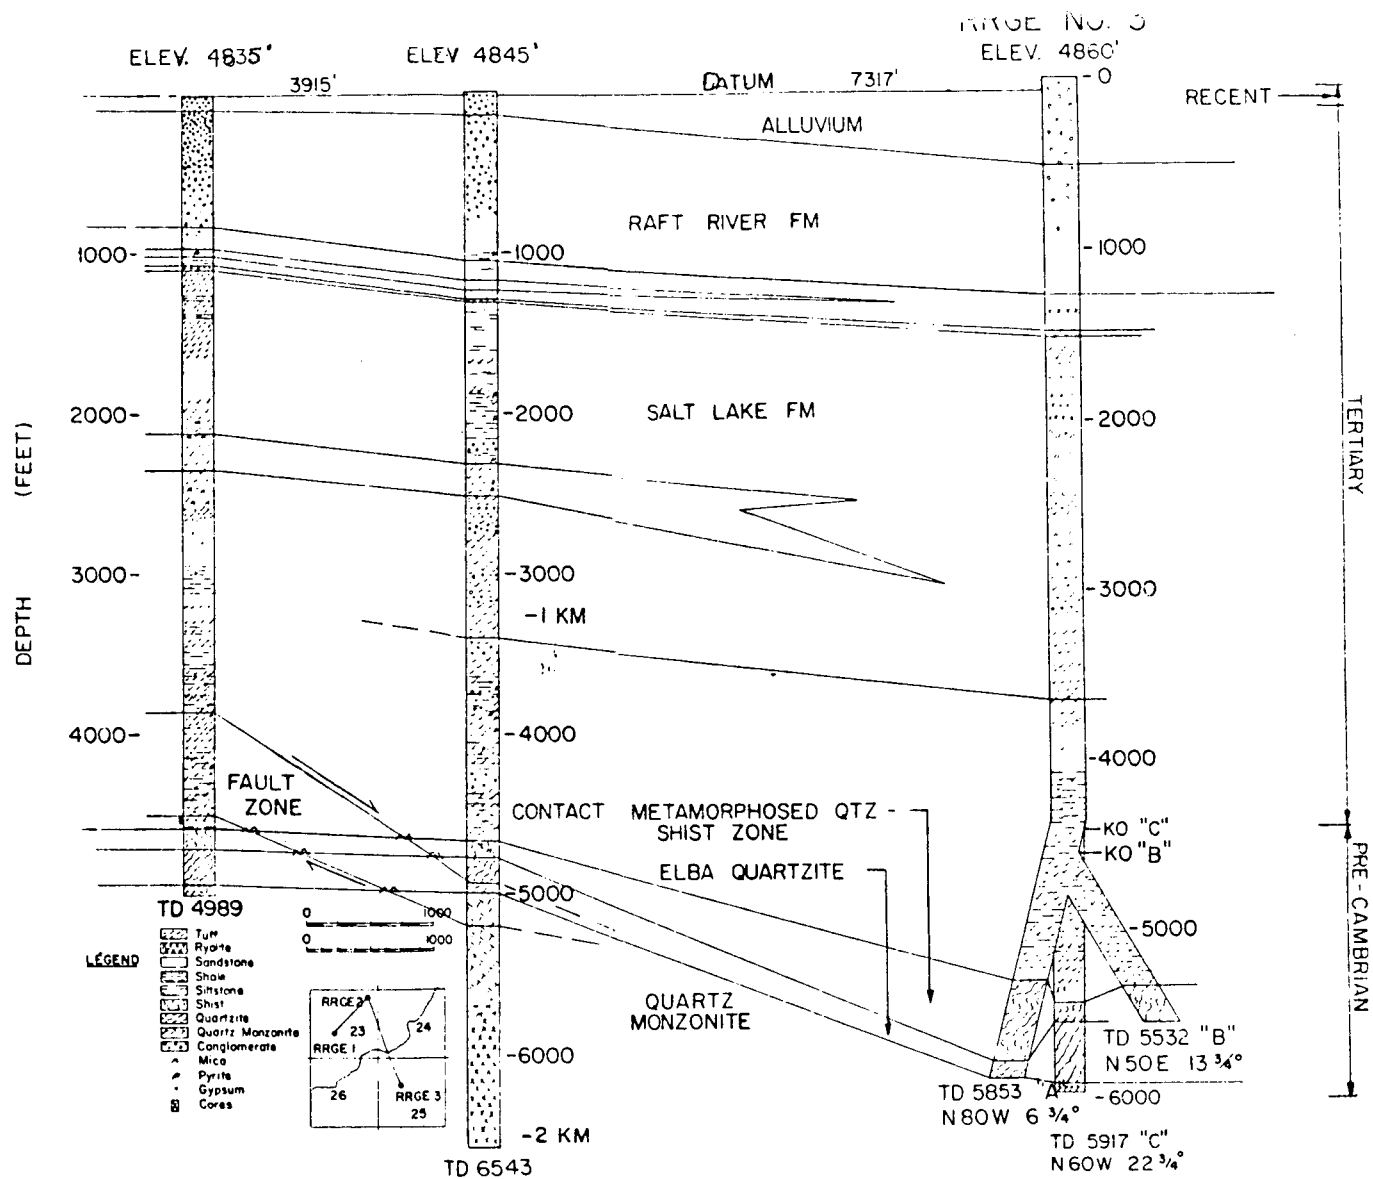 RRGE NO. 3
ELEV. 4835'
ELEV 4845'
ELEV. 4860'
3915'
DATUM
7317'
0
RECENT
ALLUVIUM
RAFT RIVER FM
1000-
-1000
-1000
2000-
-2000
SALT LAKE FM
-2000
TERTIARY
DEPTH (FEET)
3000-
-3000
-3000
-1 KM
4000-
-4000
-4000
FAULT
ZONE
CONTACT METAMORPHOSED QTZ -
SHIST ZONE
KO "C"
KO "B"
ELBA QUARTZITE
-5000
-5000
PRE-CAMBRIAN
TD 4989
0 1000
0 1000
LEGEND
Tuff
Ryolite
Sandstone
Shale
Siltstone
Shist
Quartzite
Quartz Monzonite
Conglomerate
Mica
Pyrite
Gypsum
Cores
RRGE 2
23
24
RRGE 1
26
RRGE 3
25
QUARTZ
MONZONITE
-6000
-6000
-2 KM
TD 6543
TD 5532 "B"
N50E 13 3/4°
TD 5853 "A"
N80W 6 3/4°
TD 5917 "C"
N60W 22 3/4°